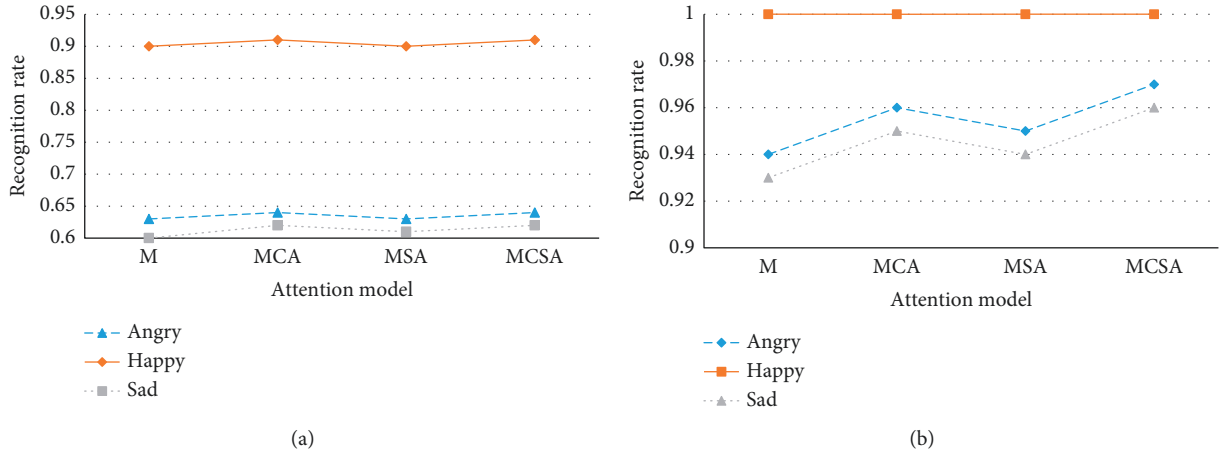 0.95
0.9
0.85
0.8
0.75
0.7
0.65
0.6
Recognition rate
M MCA MSA MCSA
Attention model
Angry
Happy
Sad
(a)
1
0.98
0.96
0.94
0.92
0.9
Recognition rate
M MCA MSA MCSA
Attention model
Angry
Happy
Sad
(b)